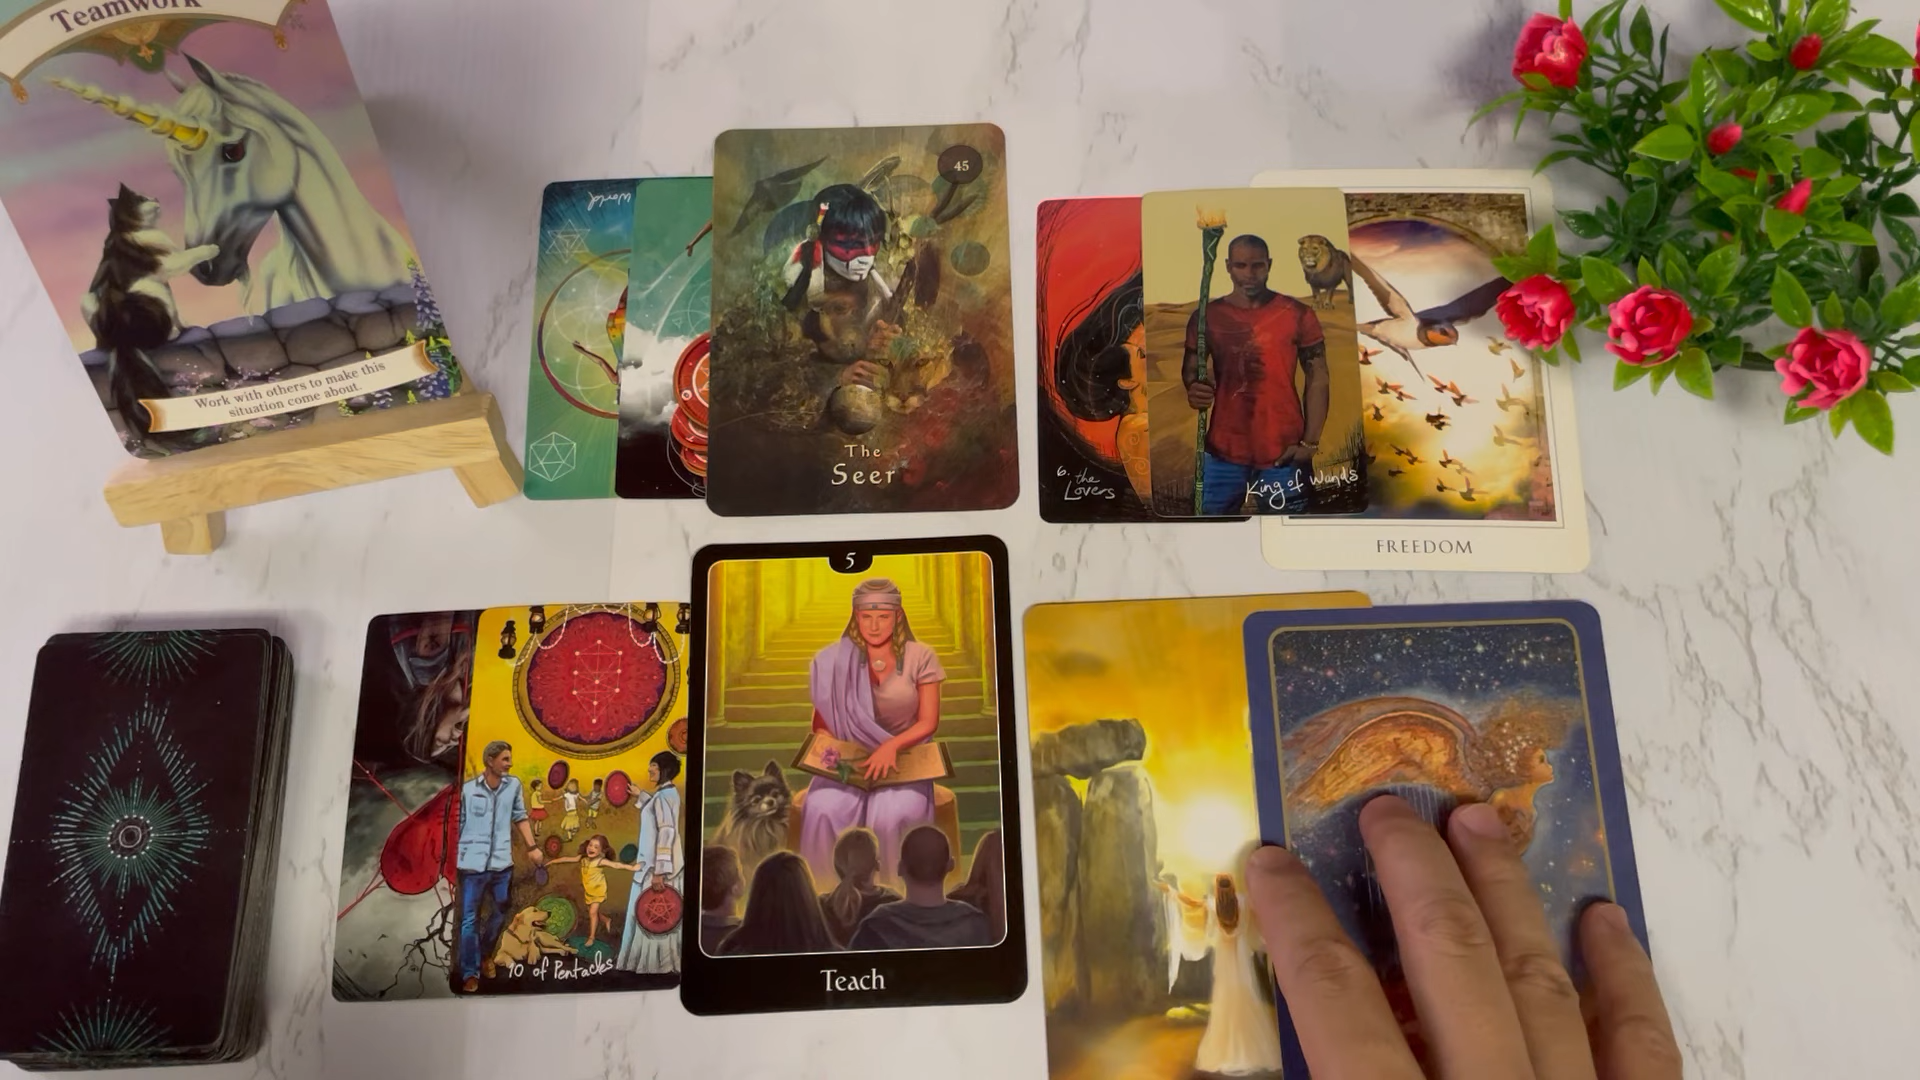 Teamwork
Work with others to make this
situation come about.
World
45
The
Seer
6. the
Lovers
King of Wands
FREEDOM
10 of Pentacles
5
Teach